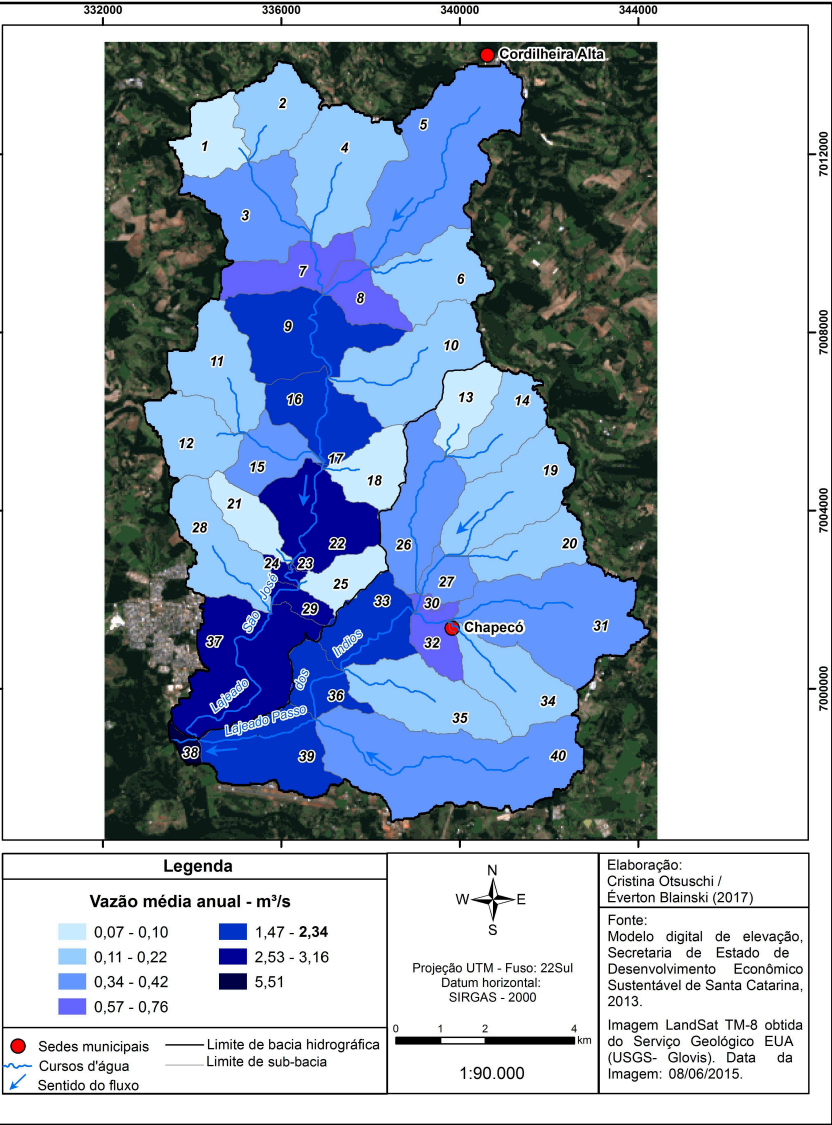 332000
336000
340000
344000
Cordilheira Alta
2
5
1
4
7012000
3
7
6
8
9
7008000
10
11
16
13
14
12
17
15
18
19
21
7004000
28
22
26
20
24
23
25
27
33
30
29
31
Chapecó
37
32
São José
Indios
dos
36
34
7000000
Lajeado
35
Lajeado Passo
38
39
40
Legenda
Vazão média anual - m³/s
0,07 - 0,10
0,11 - 0,22
0,34 - 0,42
0,57 - 0,76
1,47 - 2,34
2,53 - 3,16
5,51
Sedes municipais
Cursos d'água
Sentido do fluxo
Limite de bacia hidrográfica
Limite de sub-bacia
N
W
E
S
Projeção UTM - Fuso: 22Sul
Datum horizontal:
SIRGAS - 2000
0 1 2 4
km
1:90.000
Elaboração:
Cristina Otsuschi /
Éverton Blainski (2017)
Fonte:
Modelo digital de elevação,
Secretaria de Estado de
Desenvolvimento Econômico
Sustentável de Santa Catarina,
2013.
Imagem LandSat TM-8 obtida
do Serviço Geológico EUA
(USGS- Glovis). Data da
Imagem: 08/06/2015.